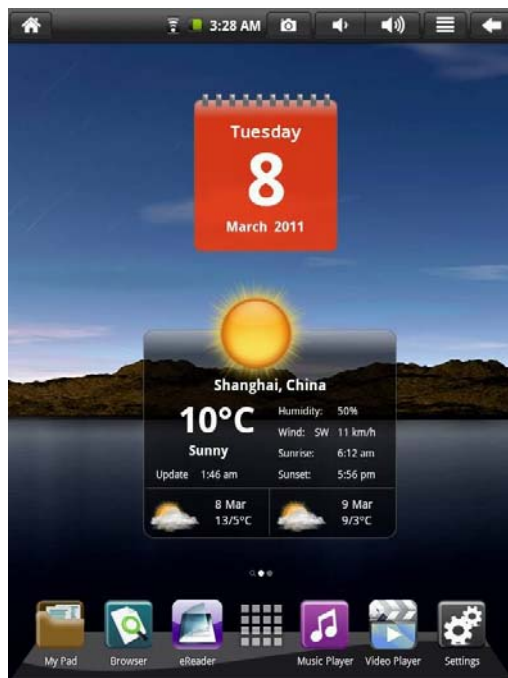 3:28 AM
Tuesday
8
March 2011
Shanghai, China
10°C
Sunny
Update 1:46 am
Humidity: 50%
Wind: SW 11 km/h
Sunrise: 6:12 am
Sunset: 5:56 pm
8 Mar
13/5°C
9 Mar
9/3°C
My Pad
Browser
eReader
Music Player
Video Player
Settings